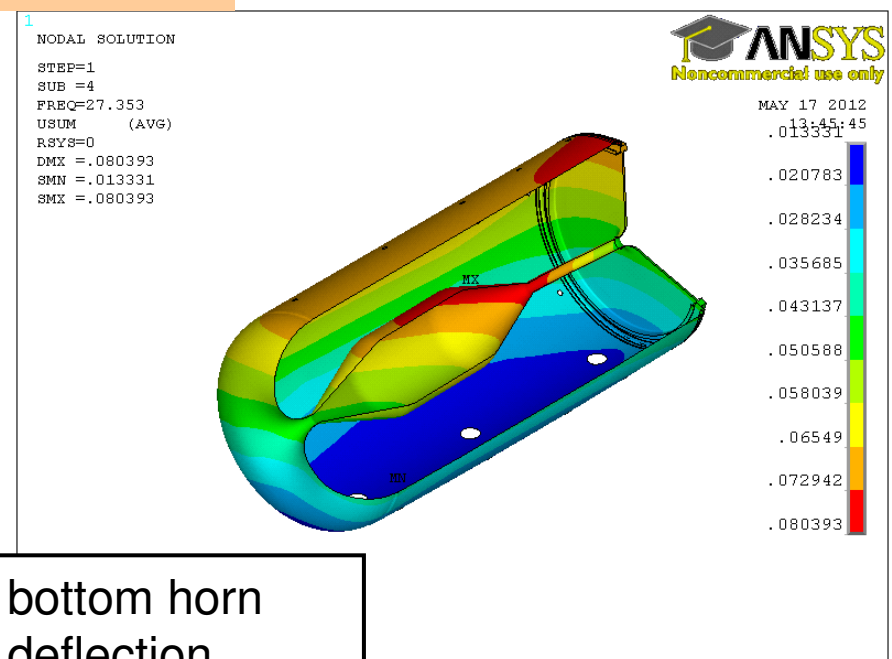 1
NODAL SOLUTION
STEP=1
SUB =4
FREQ=27.353
USUM (AVG)
RSYS=0
DMX =.080393
SMN =.013331
SMX =.080393
ANSYS
Noncommercial use only
MAY 17 2012
13:45:45
.013331
.020783
.028234
.035685
.043137
.050588
.058039
.06549
.072942
.080393
MX
MN
bottom horn
deflection